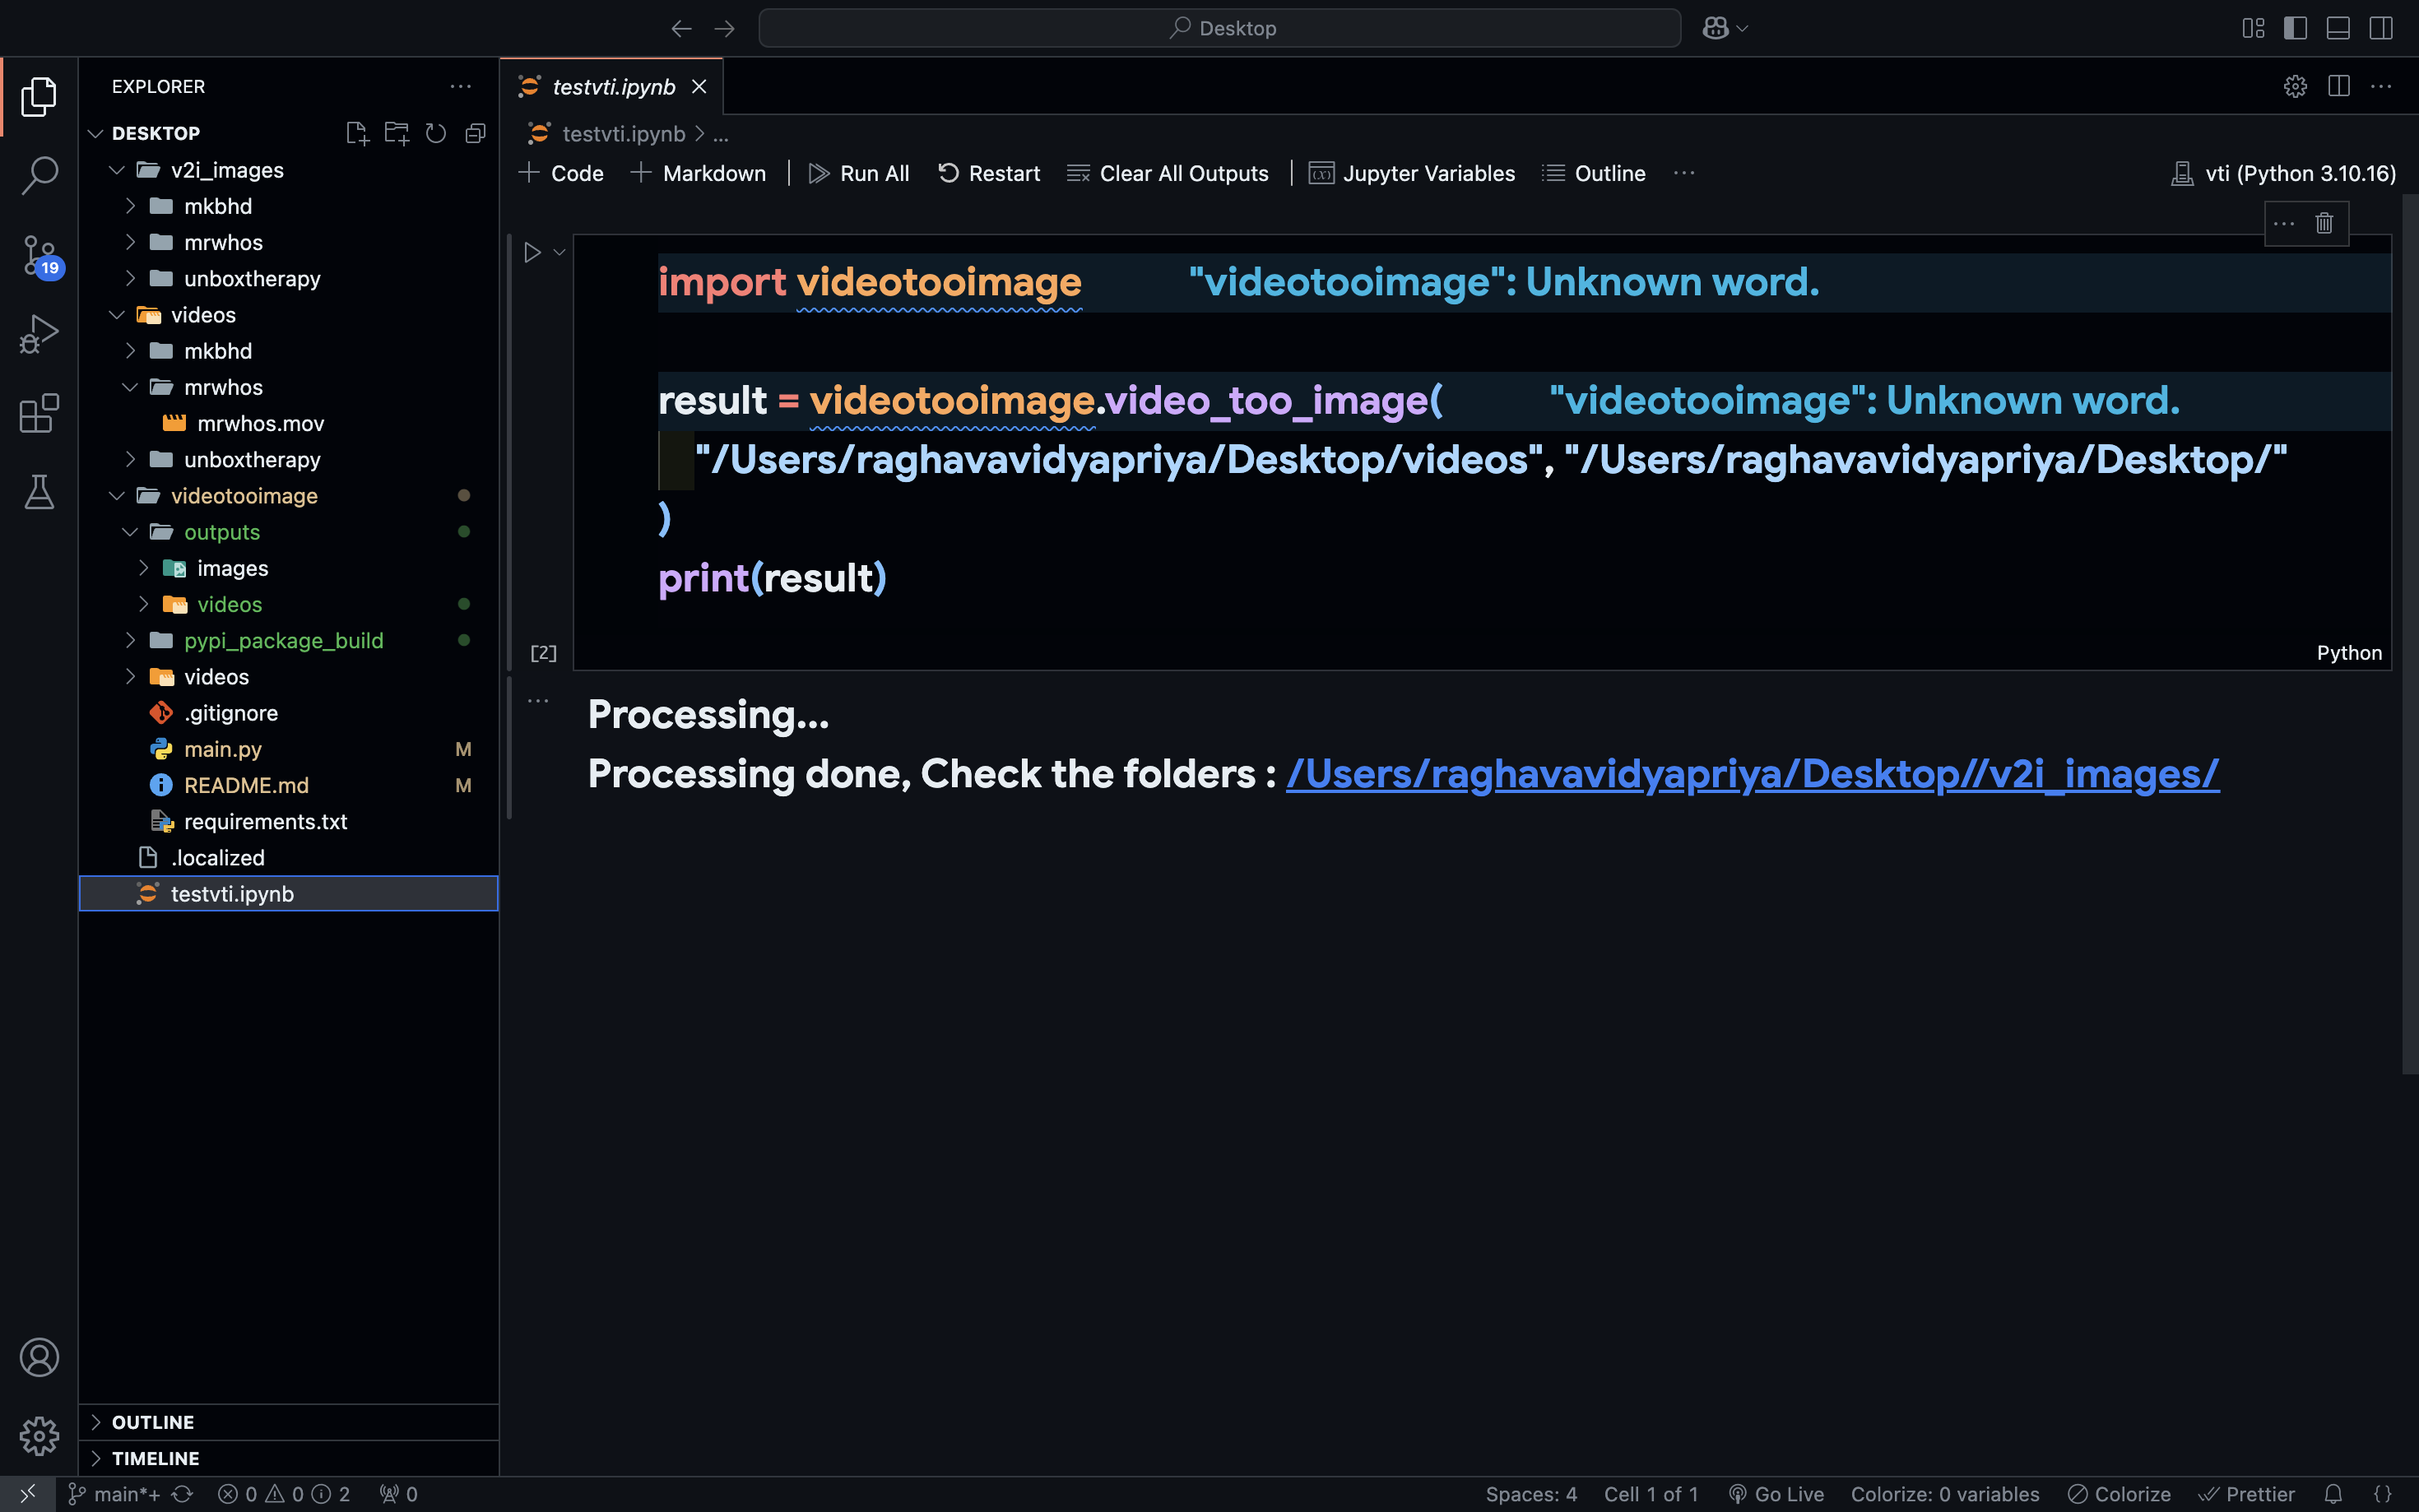 Desktop
EXPLORER
DESKTOP
v2i_images
mkbhd
mrwhos
unboxtherapy
videos
mkbhd
mrwhos
mrwhos.mov
unboxtherapy
videotooimage
outputs
images
videos
pypi_package_build
videos
.gitignore
main.py M
README.md M
requirements.txt
.localized
testvti.ipynb
OUTLINE
TIMELINE
19
testvti.ipynb
testvti.ipynb > ...
Code Markdown Run All Restart Clear All Outputs Jupyter Variables Outline ... vti (Python 3.10.16)
import videotooimage "videotooimage": Unknown word.
result = videotooimage.video_too_image( "videotooimage": Unknown word.
"/Users/raghavavidyapriya/Desktop/videos", "/Users/raghavavidyapriya/Desktop/"
)
print(result)
[2]
Python
Processing...
Processing done, Check the folders : /Users/raghavavidyapriya/Desktop//v2i_images/
main*+ 0 0 2 0 Spaces: 4 Cell 1 of 1 Go Live Colorize: 0 variables Colorize Prettier {}